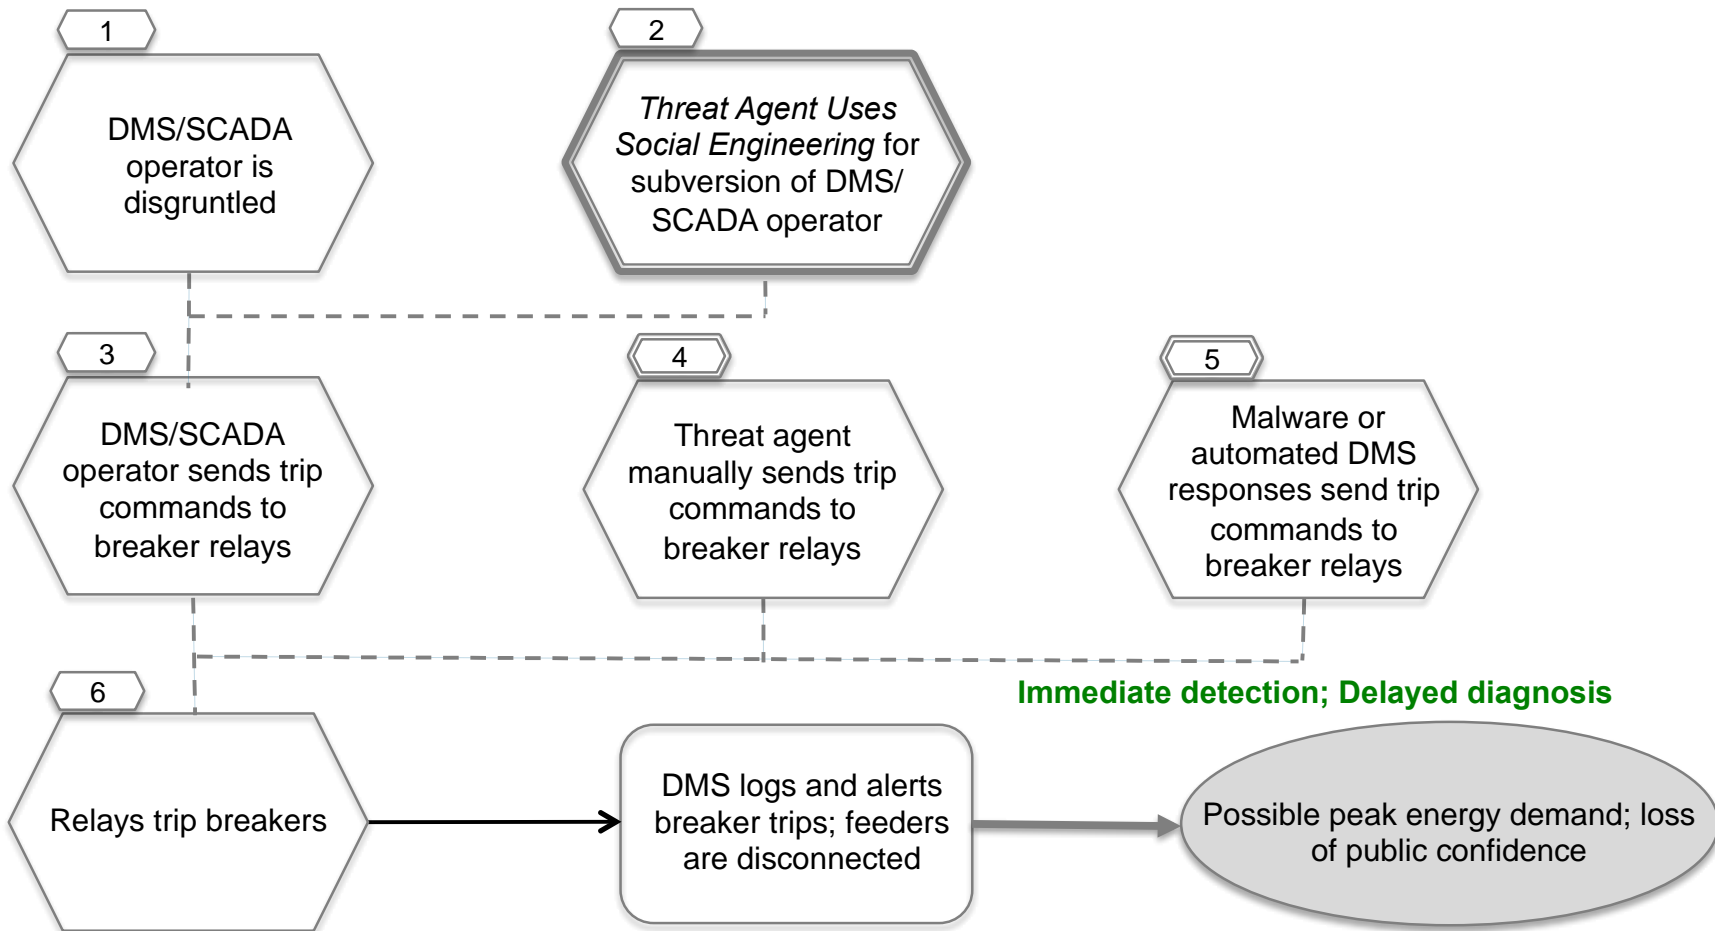 1
DMS/SCADA
operator is
disgruntled
2
Threat Agent Uses
Social Engineering for
subversion of DMS/
SCADA operator
3
DMS/SCADA
operator sends trip
commands to
breaker relays
4
Threat agent
manually sends trip
commands to
breaker relays
5
Malware or
automated DMS
responses send trip
commands to
breaker relays
6
Relays trip breakers
DMS logs and alerts
breaker trips; feeders
are disconnected
Immediate detection; Delayed diagnosis
Possible peak energy demand; loss
of public confidence